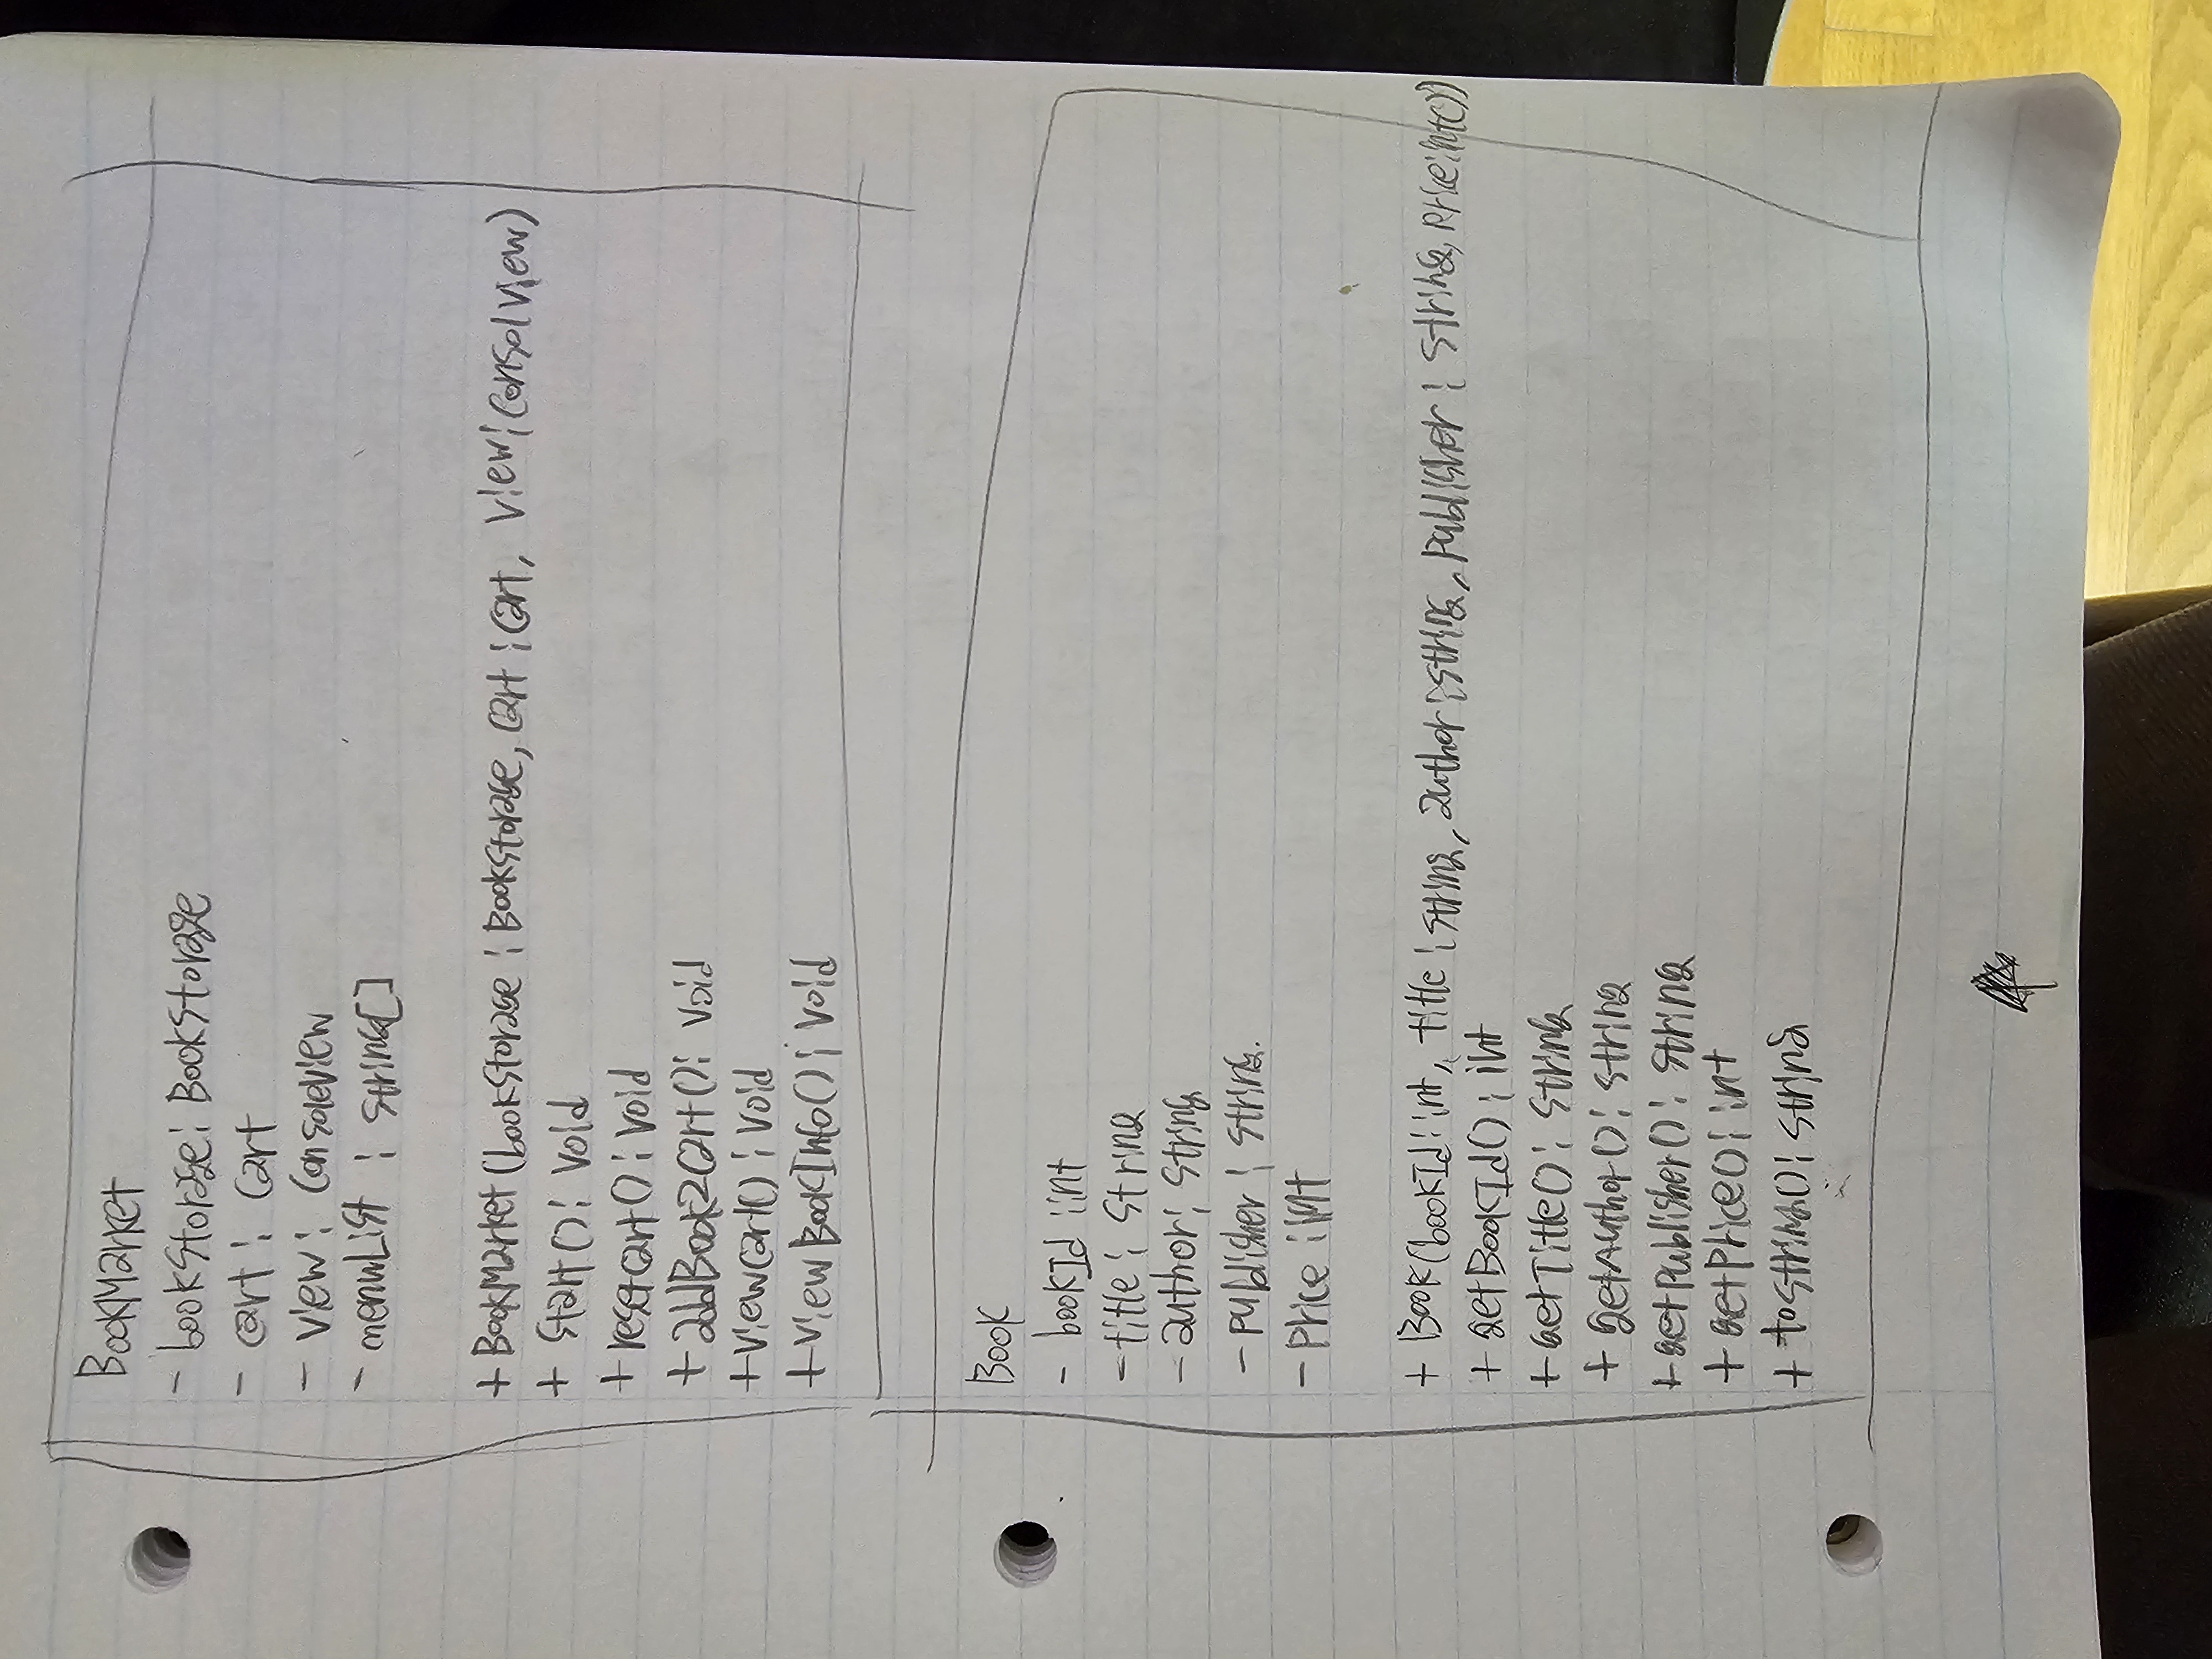 BookMarket
- bookStorage: BookStorage
- cart : Cart
- view : ConsoleView
- menuList : String[]
+ BookMarket(bookStorage : BookStorage, cart : Cart, view : ConsolView)
+ start() : void
+ resetCart() : void
+ addBook2Cart() : void
+ viewCart() : void
+ viewBookInfo() : void
Book
- bookId : int
- title : String
- author : String
- publisher : String.
- price : int
+ Book(bookId : int, title : String, author : String, publisher : String, price : int())
+ getBookId() : int
+ getTitle() : String
+ getAuthor() : String
+ getPublisher() : String
+ getPrice() : int
+ toString() : String